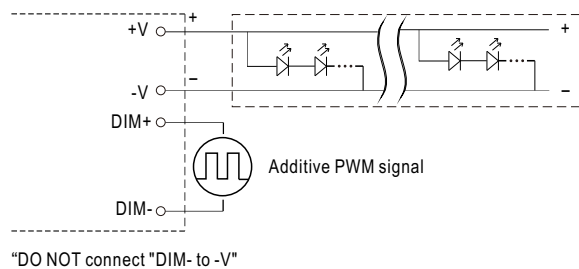 +V
+
+
-V
−
−
DIM+
Additive PWM signal
DIM-
“DO NOT connect "DIM- to -V"